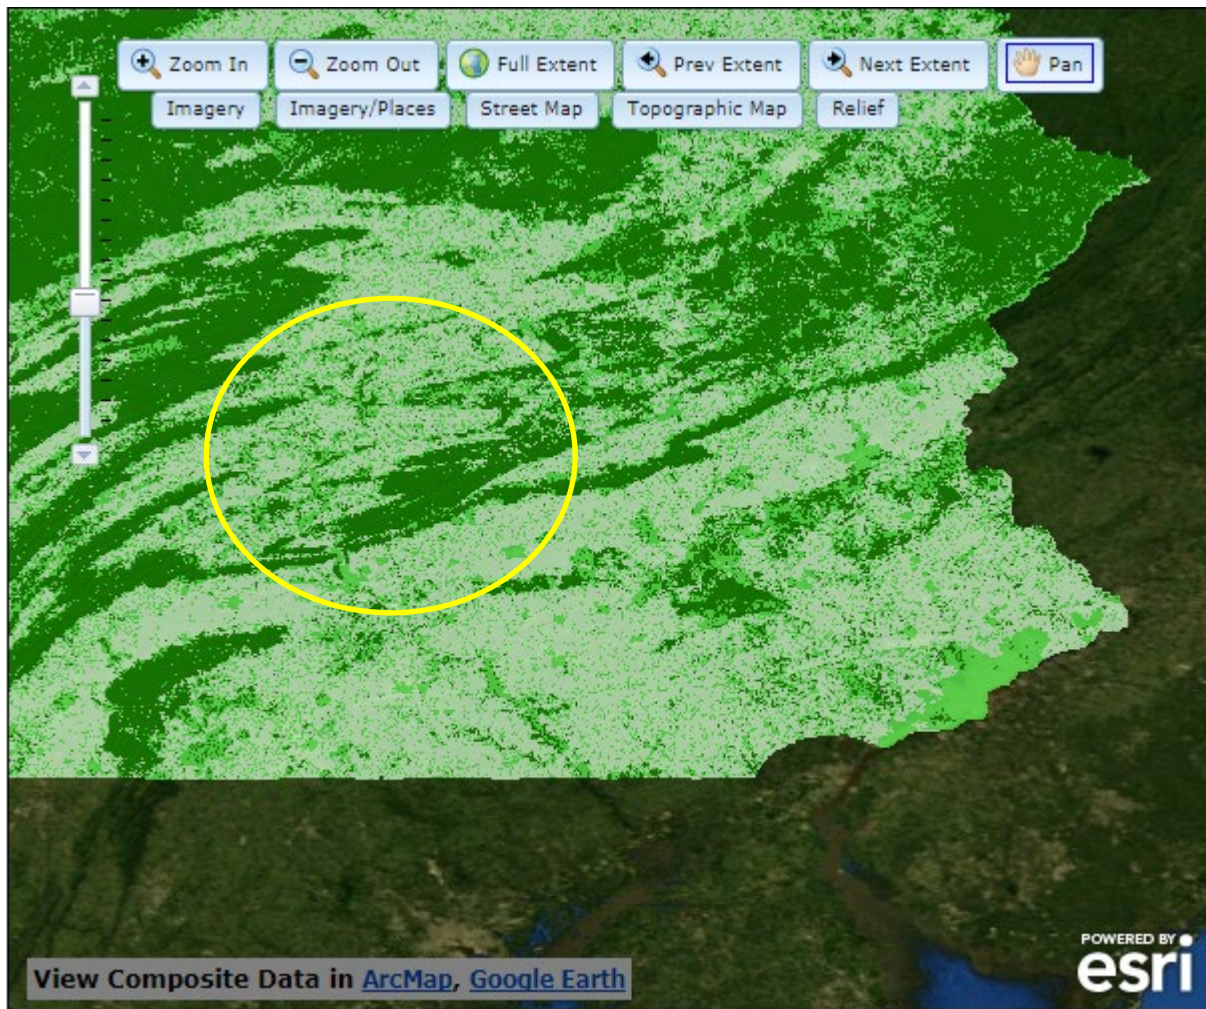 Zoom In Zoom Out Full Extent Prev Extent Next Extent Pan
Imagery Imagery/Places Street Map Topographic Map Relief
POWERED BY
esri
View Composite Data in ArcMap, Google Earth